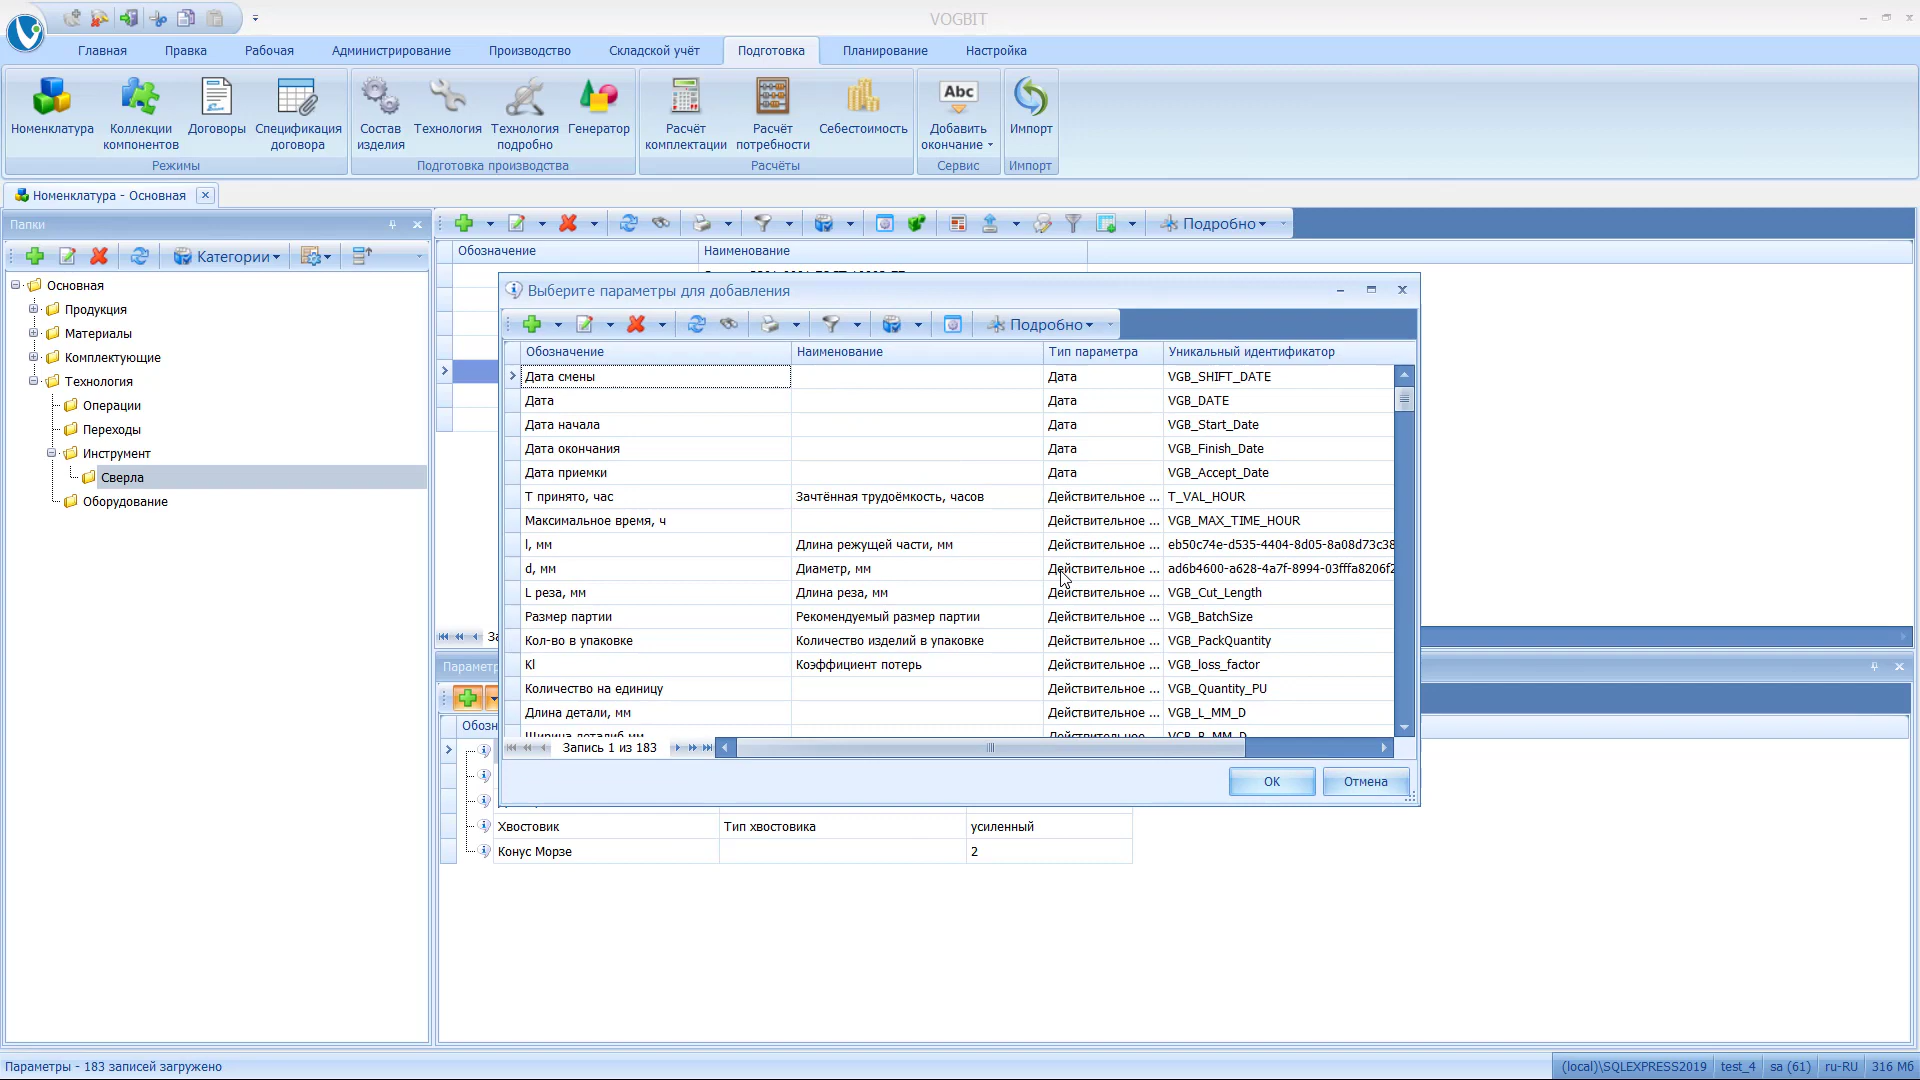 VOGBIT
Главная Правка Рабочая Администрирование Производство Складской учёт Подготовка Планирование Настройка
Номенклатура Коллекции компонентов Договоры Спецификация договора
Режимы
Состав изделия Технология Технология подробно Генератор
Подготовка производства
Расчёт комплектации Расчёт потребности Себестоимость
Расчёты
Abc
Добавить окончание
Сервис
Импорт
Импорт
Номенклатура - Основная
Папки
Категории
Основная
Продукция
Материалы
Комплектующие
Технология
Операции
Переходы
Инструмент
Сверла
Оборудование
Подробно
Обозначение Наименование
Выберите параметры для добавления
Подробно
Обозначение Наименование Тип параметра Уникальный идентификатор
Дата смены Дата VGB_SHIFT_DATE
Дата Дата VGB_DATE
Дата начала Дата VGB_Start_Date
Дата окончания Дата VGB_Finish_Date
Дата приемки Дата VGB_Accept_Date
Т принято, час Зачтённая трудоёмкость, часов Действительное ... T_VAL_HOUR
Максимальное время, ч Действительное ... VGB_MAX_TIME_HOUR
l, мм Длина режущей части, мм Действительное ... eb50c74e-d535-4404-8d05-8a08d73c38
d, мм Диаметр, мм Действительное ... ad6b4600-a628-4a7f-8994-03fffa8206f2
L реза, мм Длина реза, мм Действительное ... VGB_Cut_Length
Размер партии Рекомендуемый размер партии Действительное ... VGB_BatchSize
Кол-во в упаковке Количество изделий в упаковке Действительное ... VGB_PackQuantity
Kl Коэффициент потерь Действительное ... VGB_loss_factor
Количество на единицу Действительное ... VGB_Quantity_PU
Длина детали, мм Действительное ... VGB_L_MM_D
Запись 1 из 183
OK Отмена
За
Параметр
Обозн
Хвостовик Тип хвостовика усиленный
Конус Морзе 2
Параметры - 183 записей загружено
(local)\SQLEXPRESS2019 test_4 sa (61) ru-RU 316 Мб